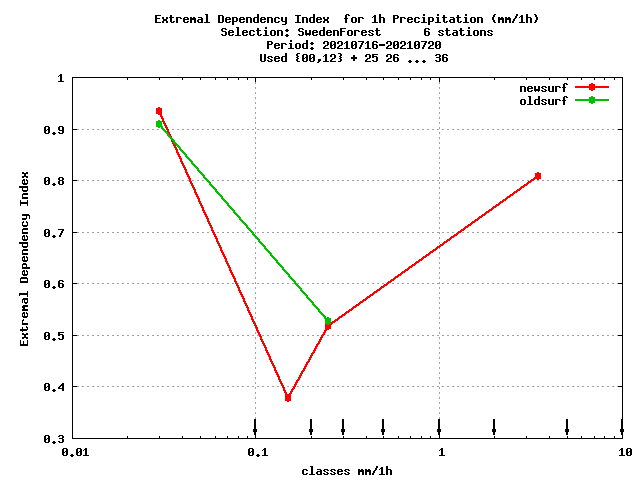 Extremal Dependency Index  for 1h Precipitation (mm/1h)
Selection: SwedenForest      6 stations
Period: 20210716-20210720
Used {00,12} + 25 26 ... 36
newsurf
oldsurf
1
0.9
0.8
0.7
0.6
0.5
0.4
0.3
Extremal Dependency Index
0.01 0.1 1 10
classes mm/1h